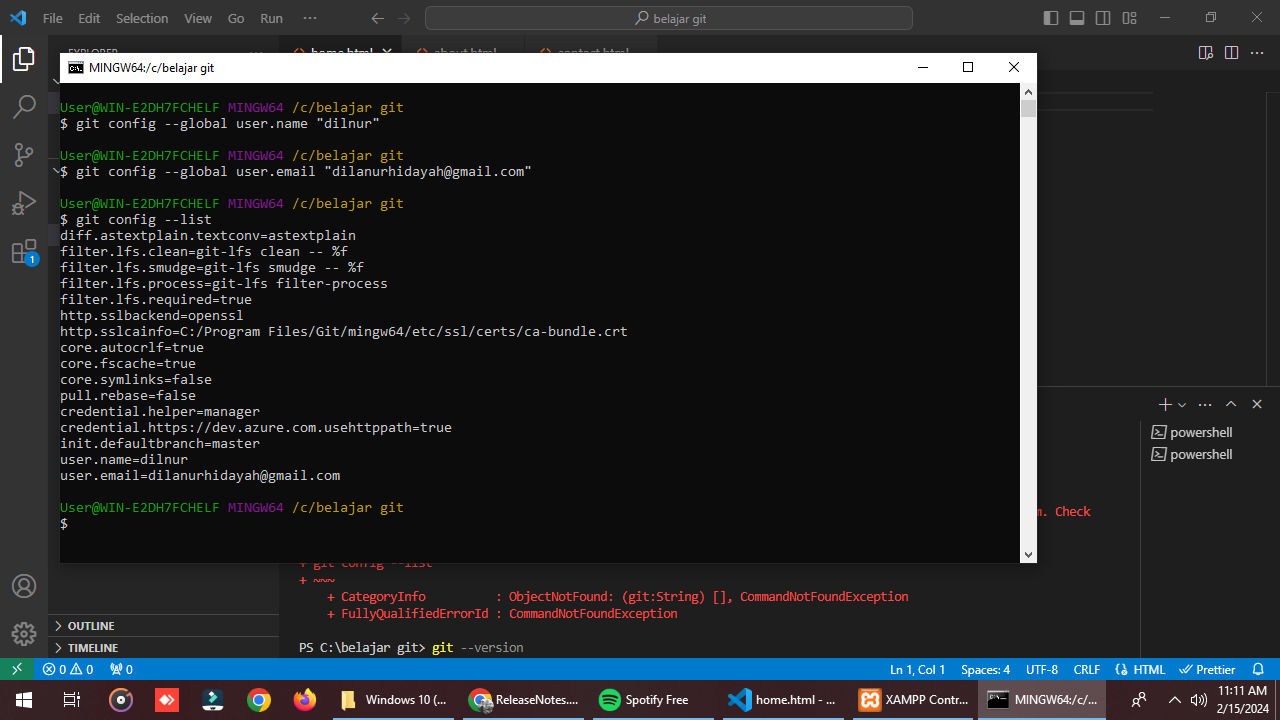 File Edit Selection View Go Run ··· belajar git
EXPLORER
home.html about.html contact.html
MINGW64:/c/belajar git
User@WIN-E2DH7FCHELF MINGW64 /c/belajar git
$ git config --global user.name "dilnur"
User@WIN-E2DH7FCHELF MINGW64 /c/belajar git
$ git config --global user.email "dilanurhidayah@gmail.com"
User@WIN-E2DH7FCHELF MINGW64 /c/belajar git
$ git config --list
diff.astextplain.textconv=astextplain
filter.lfs.clean=git-lfs clean -- %f
filter.lfs.smudge=git-lfs smudge -- %f
filter.lfs.process=git-lfs filter-process
filter.lfs.required=true
http.sslbackend=openssl
http.sslcainfo=C:/Program Files/Git/mingw64/etc/ssl/certs/ca-bundle.crt
core.autocrlf=true
core.fscache=true
core.symlinks=false
pull.rebase=false
credential.helper=manager
credential.https://dev.azure.com.usehttppath=true
init.defaultbranch=master
user.name=dilnur
user.email=dilanurhidayah@gmail.com
User@WIN-E2DH7FCHELF MINGW64 /c/belajar git
$
powershell
powershell
. Check
+ git config --list
+ ~~~
+ CategoryInfo : ObjectNotFound: (git:String) [], CommandNotFoundException
+ FullyQualifiedErrorId : CommandNotFoundException
PS C:\belajar git> git --version
OUTLINE
TIMELINE
1
0 0 0 Ln 1, Col 1 Spaces: 4 UTF-8 CRLF HTML Prettier
Windows 10 (... ReleaseNotes.... Spotify Free home.html - ... XAMPP Contr... MINGW64:/c/... 11:11 AM
2/15/2024